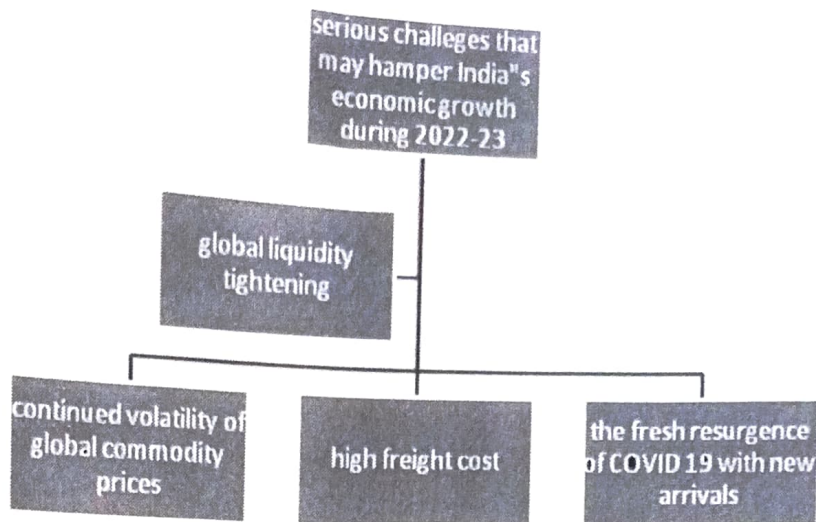 serious challeges that
may hamper India"s
economic growth
during 2022-23
global liquidity
tightening
continued volatility of
global commodity
prices
high freight cost
the fresh resurgence
of COVID 19 with new
arrivals